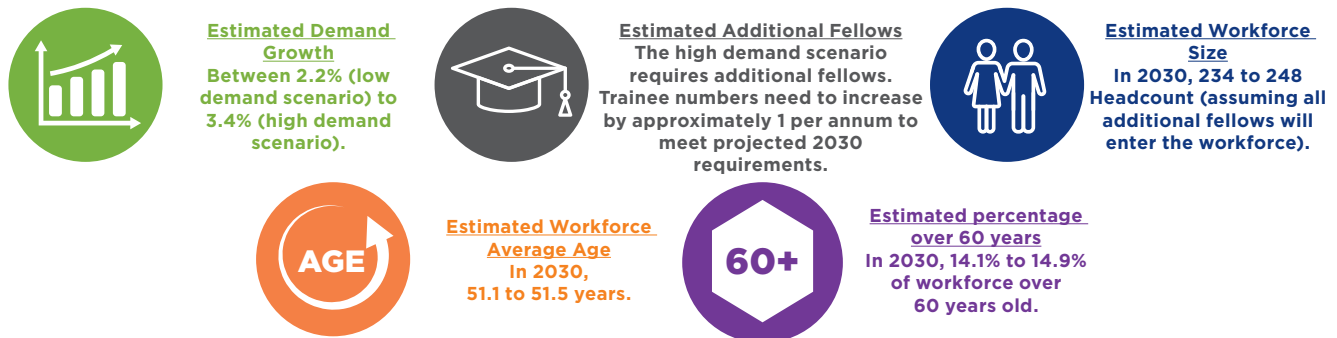 Estimated Demand
Growth
Between 2.2% (low
demand scenario) to
3.4% (high demand
scenario).
Estimated Additional Fellows
The high demand scenario
requires additional fellows.
Trainee numbers need to increase
by approximately 1 per annum to
meet projected 2030
requirements.
Estimated Workforce
Size
In 2030, 234 to 248
Headcount (assuming all
additional fellows will
enter the workforce).
AGE
Estimated Workforce
Average Age
In 2030,
51.1 to 51.5 years.
60+
Estimated percentage
over 60 years
In 2030, 14.1% to 14.9%
of workforce over
60 years old.